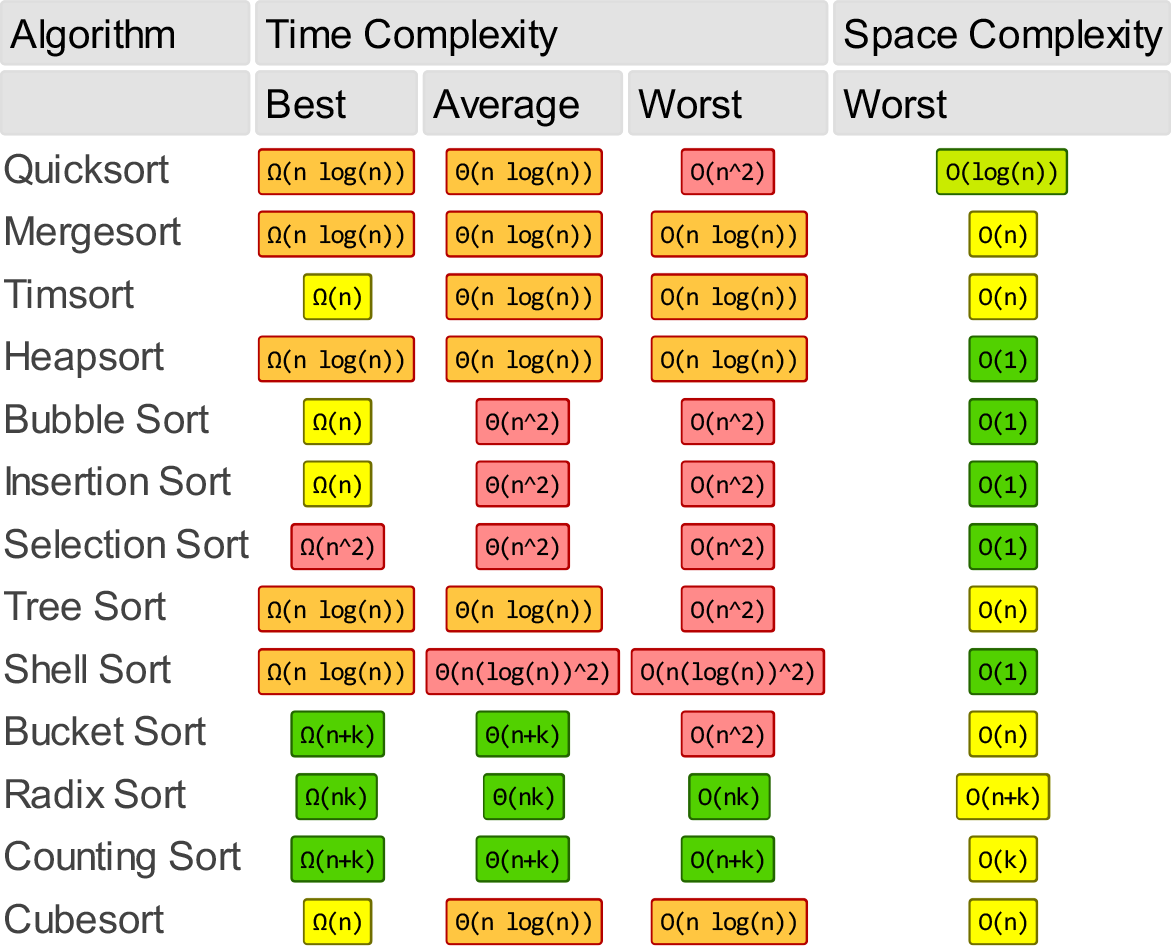 Algorithm Time Complexity Space Complexity
Best Average Worst Worst
Quicksort Ω(n log(n)) Θ(n log(n)) O(n^2) O(log(n))
Mergesort Ω(n log(n)) Θ(n log(n)) O(n log(n)) O(n)
Timsort Ω(n) Θ(n log(n)) O(n log(n)) O(n)
Heapsort Ω(n log(n)) Θ(n log(n)) O(n log(n)) O(1)
Bubble Sort Ω(n) Θ(n^2) O(n^2) O(1)
Insertion Sort Ω(n) Θ(n^2) O(n^2) O(1)
Selection Sort Ω(n^2) Θ(n^2) O(n^2) O(1)
Tree Sort Ω(n log(n)) Θ(n log(n)) O(n^2) O(n)
Shell Sort Ω(n log(n)) Θ(n(log(n))^2) O(n(log(n))^2) O(1)
Bucket Sort Ω(n+k) Θ(n+k) O(n^2) O(n)
Radix Sort Ω(nk) Θ(nk) O(nk) O(n+k)
Counting Sort Ω(n+k) Θ(n+k) O(n+k) O(k)
Cubesort Ω(n) Θ(n log(n)) O(n log(n)) O(n)